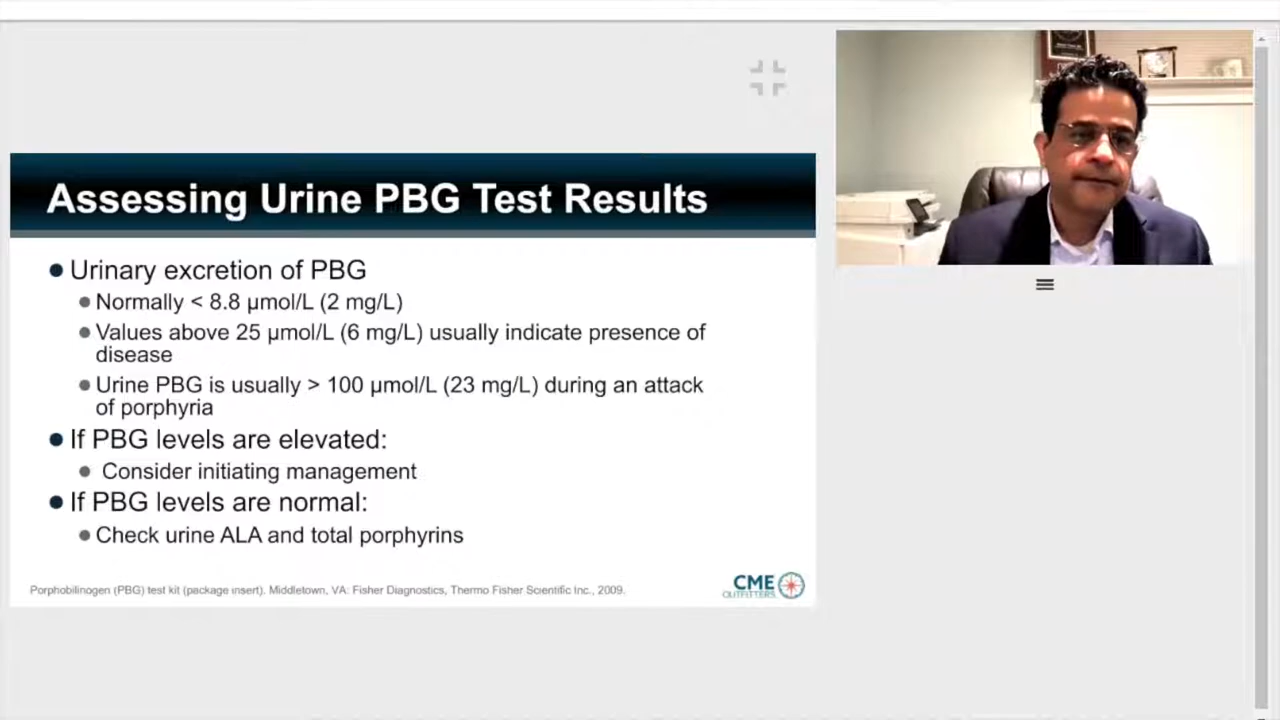 Assessing Urine PBG Test Results
● Urinary excretion of PBG
● Normally < 8.8 µmol/L (2 mg/L)
● Values above 25 µmol/L (6 mg/L) usually indicate presence of
disease
● Urine PBG is usually > 100 µmol/L (23 mg/L) during an attack
of porphyria
● If PBG levels are elevated:
● Consider initiating management
● If PBG levels are normal:
● Check urine ALA and total porphyrins
Porphobilinogen (PBG) test kit (package insert). Middletown, VA: Fisher Diagnostics, Thermo Fisher Scientific Inc., 2009.
CME
OUTFITTERS